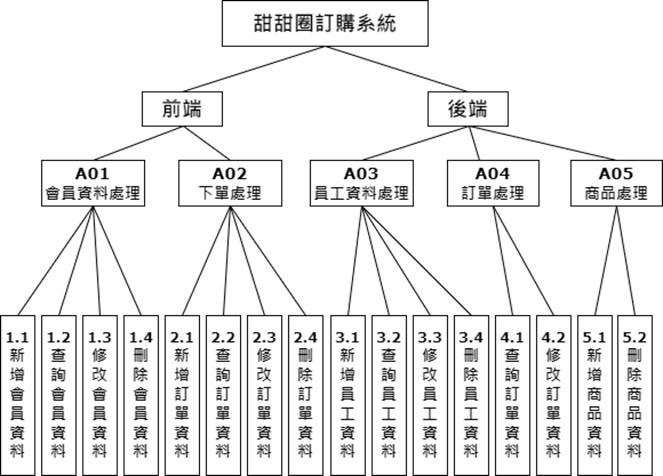 甜甜圈訂購系統
前端
後端
A01
會員資料處理
A02
下單處理
A03
員工資料處理
A04
訂單處理
A05
商品處理
1.1
新增會員資料
1.2
查詢會員資料
1.3
修改會員資料
1.4
刪除會員資料
2.1
新增訂單資料
2.2
查詢訂單資料
2.3
修改訂單資料
2.4
刪除訂單資料
3.1
新增員工資料
3.2
查詢員工資料
3.3
修改員工資料
3.4
刪除員工資料
4.1
查詢訂單資料
4.2
修改訂單資料
5.1
新增商品資料
5.2
刪除商品資料